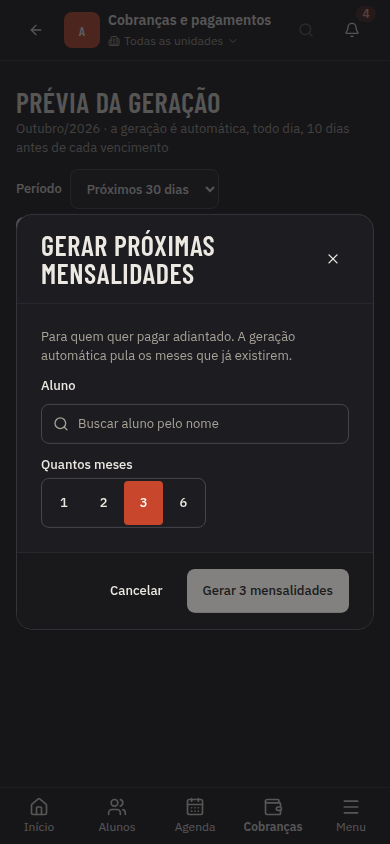 A
Cobranças e pagamentos
Todas as unidades
4
PRÉVIA DA GERAÇÃO
Outubro/2026 · a geração é automática, todo dia, 10 dias
antes de cada vencimento
Período
Próximos 30 dias
GERAR PRÓXIMAS
MENSALIDADES
Para quem quer pagar adiantado. A geração
automática pula os meses que já existirem.
Aluno
Buscar aluno pelo nome
Quantos meses
1 2 3 6
Cancelar
Gerar 3 mensalidades
Início
Alunos
Agenda
Cobranças
Menu